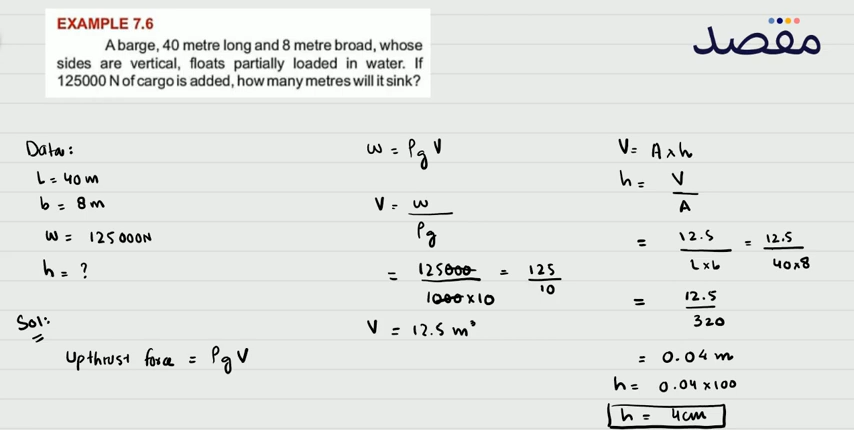 EXAMPLE 7.6
A barge, 40 metre long and 8 metre broad, whose
sides are vertical, floats partially loaded in water. If
125000 N of cargo is added, how many metres will it sink?
مقصد
Data:
L = 40 m
b = 8 m
w = 125000N
h = ?
Sol:
Upthrust force = ρgV
w = ρgV
V = w/ρg
= 125000/1000×10 = 125/10
V = 12.5 m³
V = A×h
h = V/A
= 12.5/L×b = 12.5/40×8
= 12.5/320
= 0.04 m
h = 0.04×100
h = 4cm